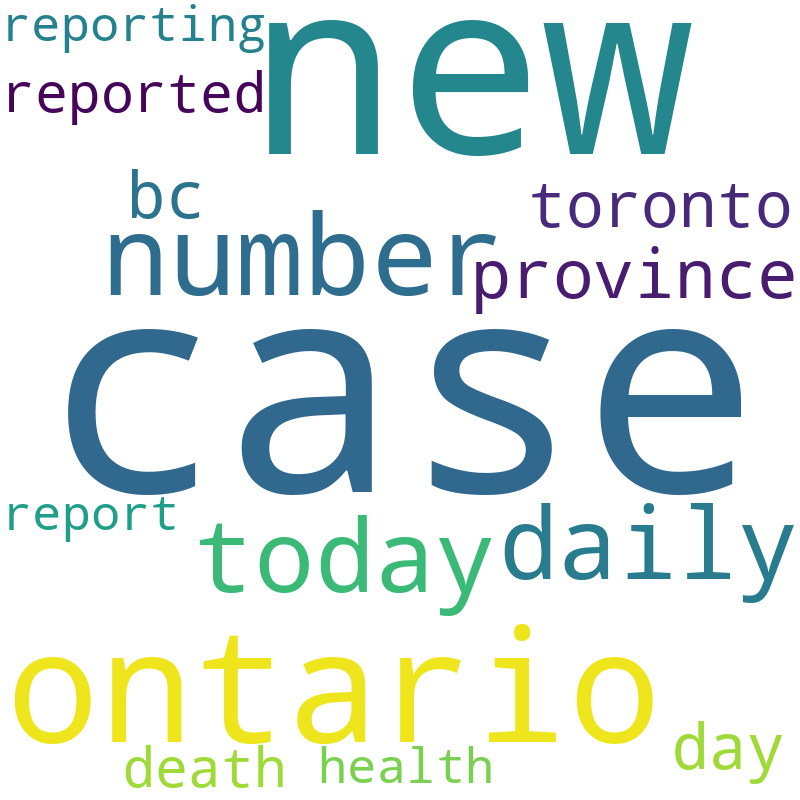 reporting
new
reported
bc
toronto
number
province
case
report
today
daily
ontario
day
death
health